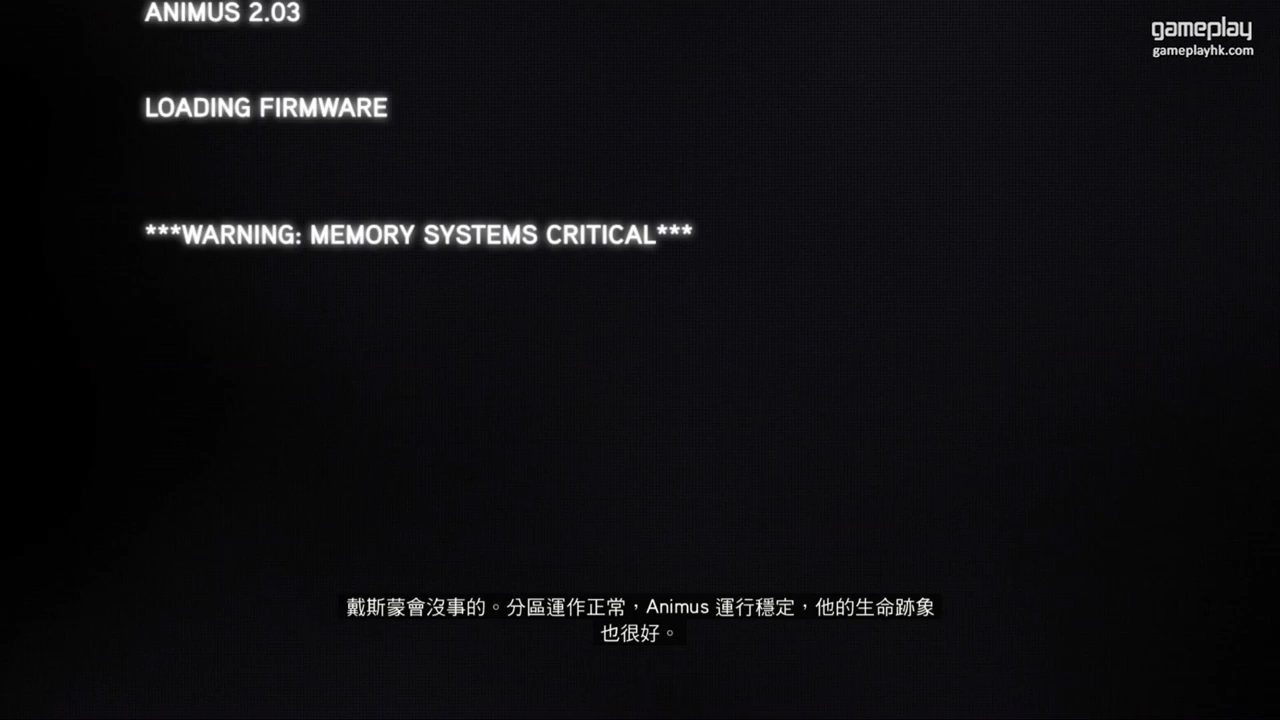 ANIMUS 2.03
gameplay
gameplayhk.com
LOADING FIRMWARE
***WARNING: MEMORY SYSTEMS CRITICAL***
戴斯蒙會沒事的。分區運作正常，Animus 運行穩定，他的生命跡象
也很好。